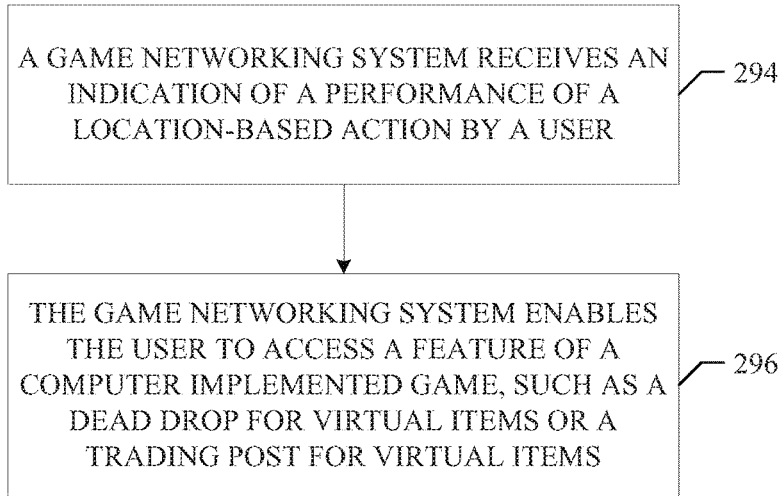 A GAME NETWORKING SYSTEM RECEIVES AN
INDICATION OF A PERFORMANCE OF A
LOCATION-BASED ACTION BY A USER
294
THE GAME NETWORKING SYSTEM ENABLES
THE USER TO ACCESS A FEATURE OF A
COMPUTER IMPLEMENTED GAME, SUCH AS A
DEAD DROP FOR VIRTUAL ITEMS OR A
TRADING POST FOR VIRTUAL ITEMS
296